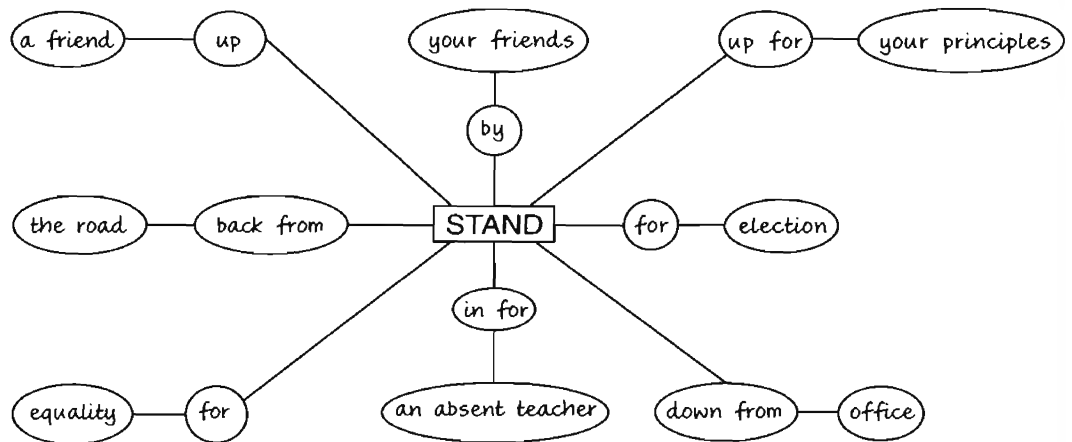 a friend up your friends up for your principles
by
the road back from STAND for election
in for
equality for an absent teacher down from office